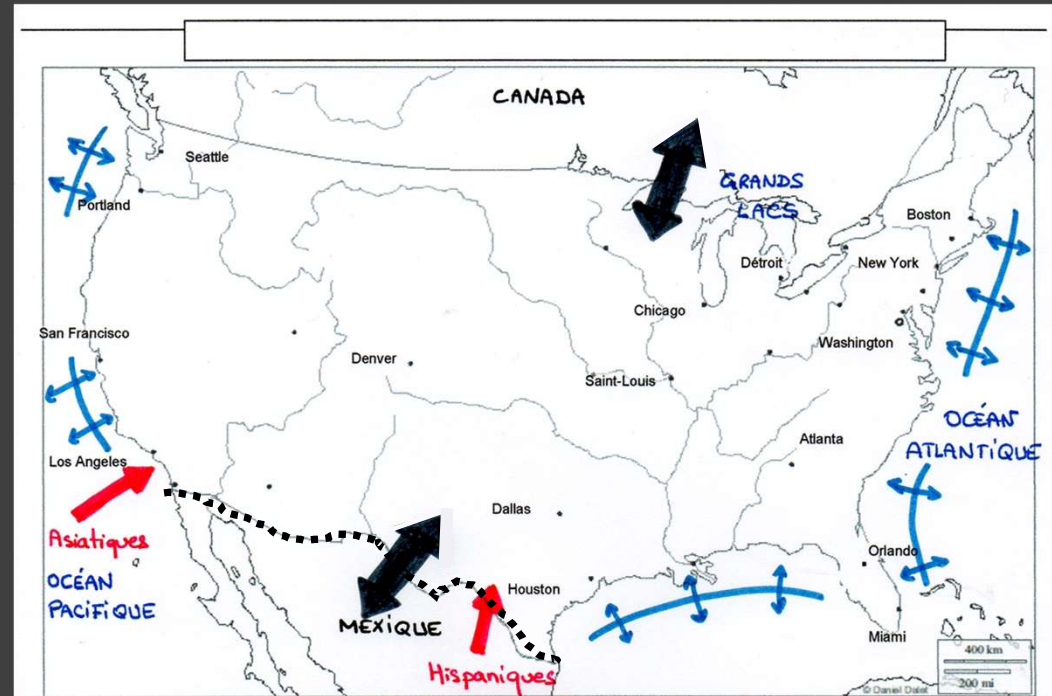 CANADA
Seattle
GRANDS
LACS
Portland
Boston
Détroit
New York
Chicago
San Francisco
Washington
Denver
Saint-Louis
OCÉAN
ATLANTIQUE
Atlanta
Los Angeles
Dallas
Asiatiques
Orlando
OCÉAN
PACIFIQUE
Houston
MEXIQUE
Miami
Hispaniques
400 km
200 mi
© Daniel Dalet